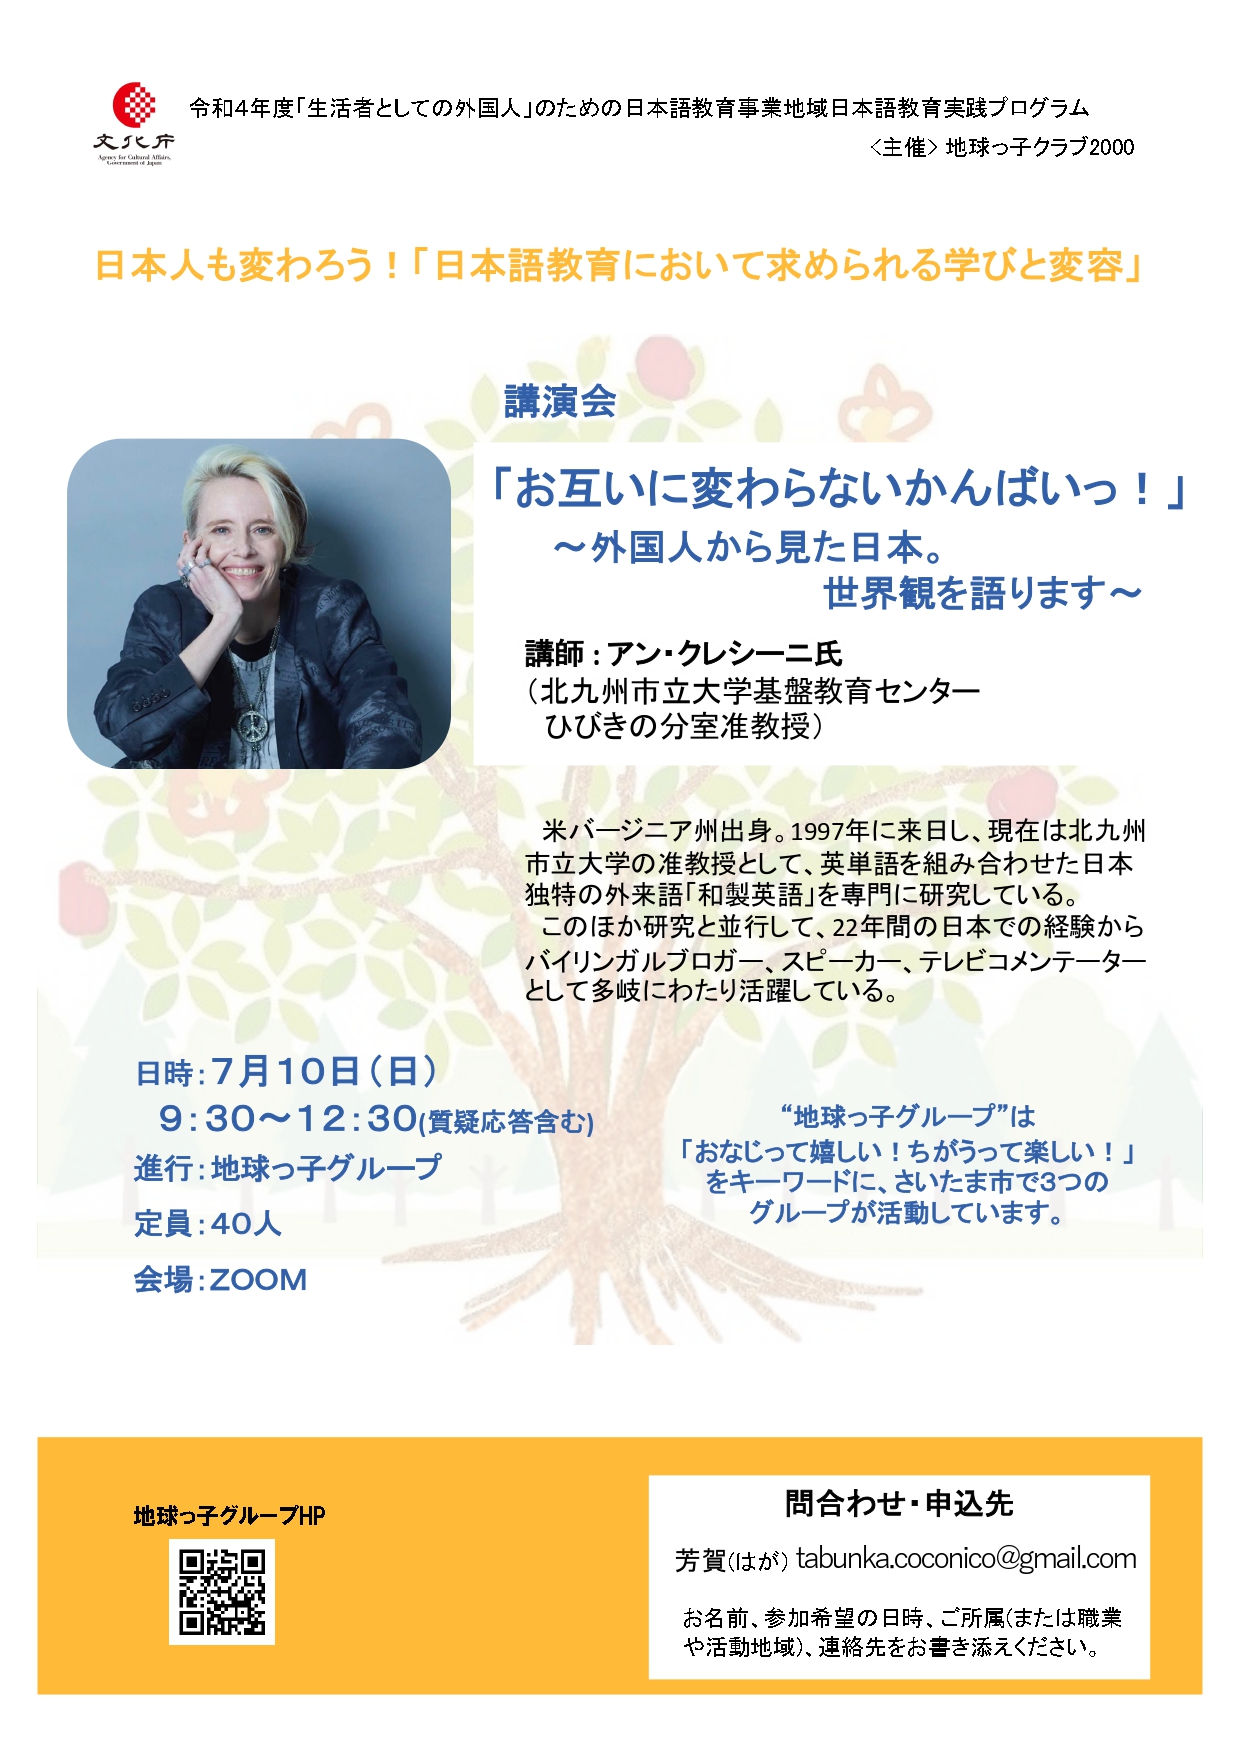 文化庁
Agency for Cultural Affairs,
Government of Japan
令和4年度「生活者としての外国人」のための日本語教育事業地域日本語教育実践プログラム
<主催> 地球っ子クラブ2000
日本人も変わろう！「日本語教育において求められる学びと変容」
講演会
「お互いに変わらないかんばいっ！」
～外国人から見た日本。
世界観を語ります～
講師：アン・クレシーニ氏
（北九州市立大学基盤教育センター
ひびきの分室准教授）
米バージニア州出身。1997年に来日し、現在は北九州
市立大学の准教授として、英単語を組み合わせた日本
独特の外来語「和製英語」を専門に研究している。
このほか研究と並行して、22年間の日本での経験から
バイリンガルブロガー、スピーカー、テレビコメンテーター
として多岐にわたり活躍している。
日時：7月10日（日）
9：30～12：30(質疑応答含む)
進行：地球っ子グループ
定員：40人
会場：ZOOM
“地球っ子グループ”は
「おなじって嬉しい！ちがうって楽しい！」
をキーワードに、さいたま市で3つの
グループが活動しています。
地球っ子グループHP
問合わせ・申込先
芳賀(はが) tabunka.coconico@gmail.com
お名前、参加希望の日時、ご所属(または職業
や活動地域)、連絡先をお書き添えください。